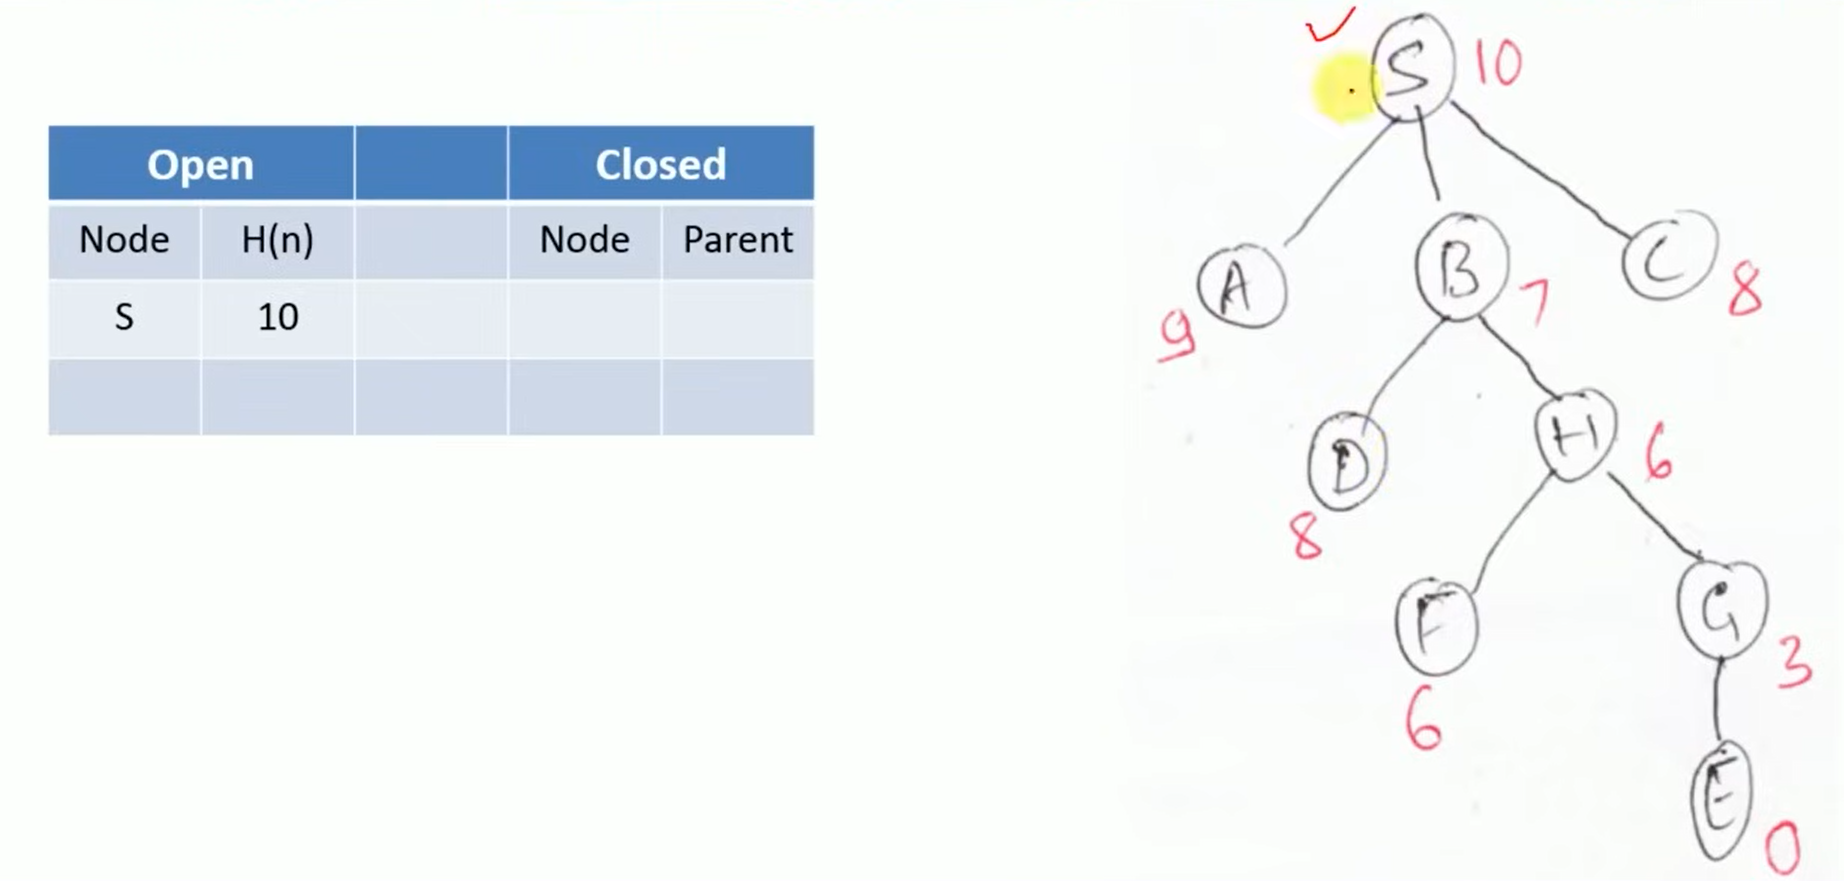 Open Closed
Node H(n) Node Parent
S 10
S 10
A 9
B 7
C 8
D 8
H 6
F 6
G 3
E 0